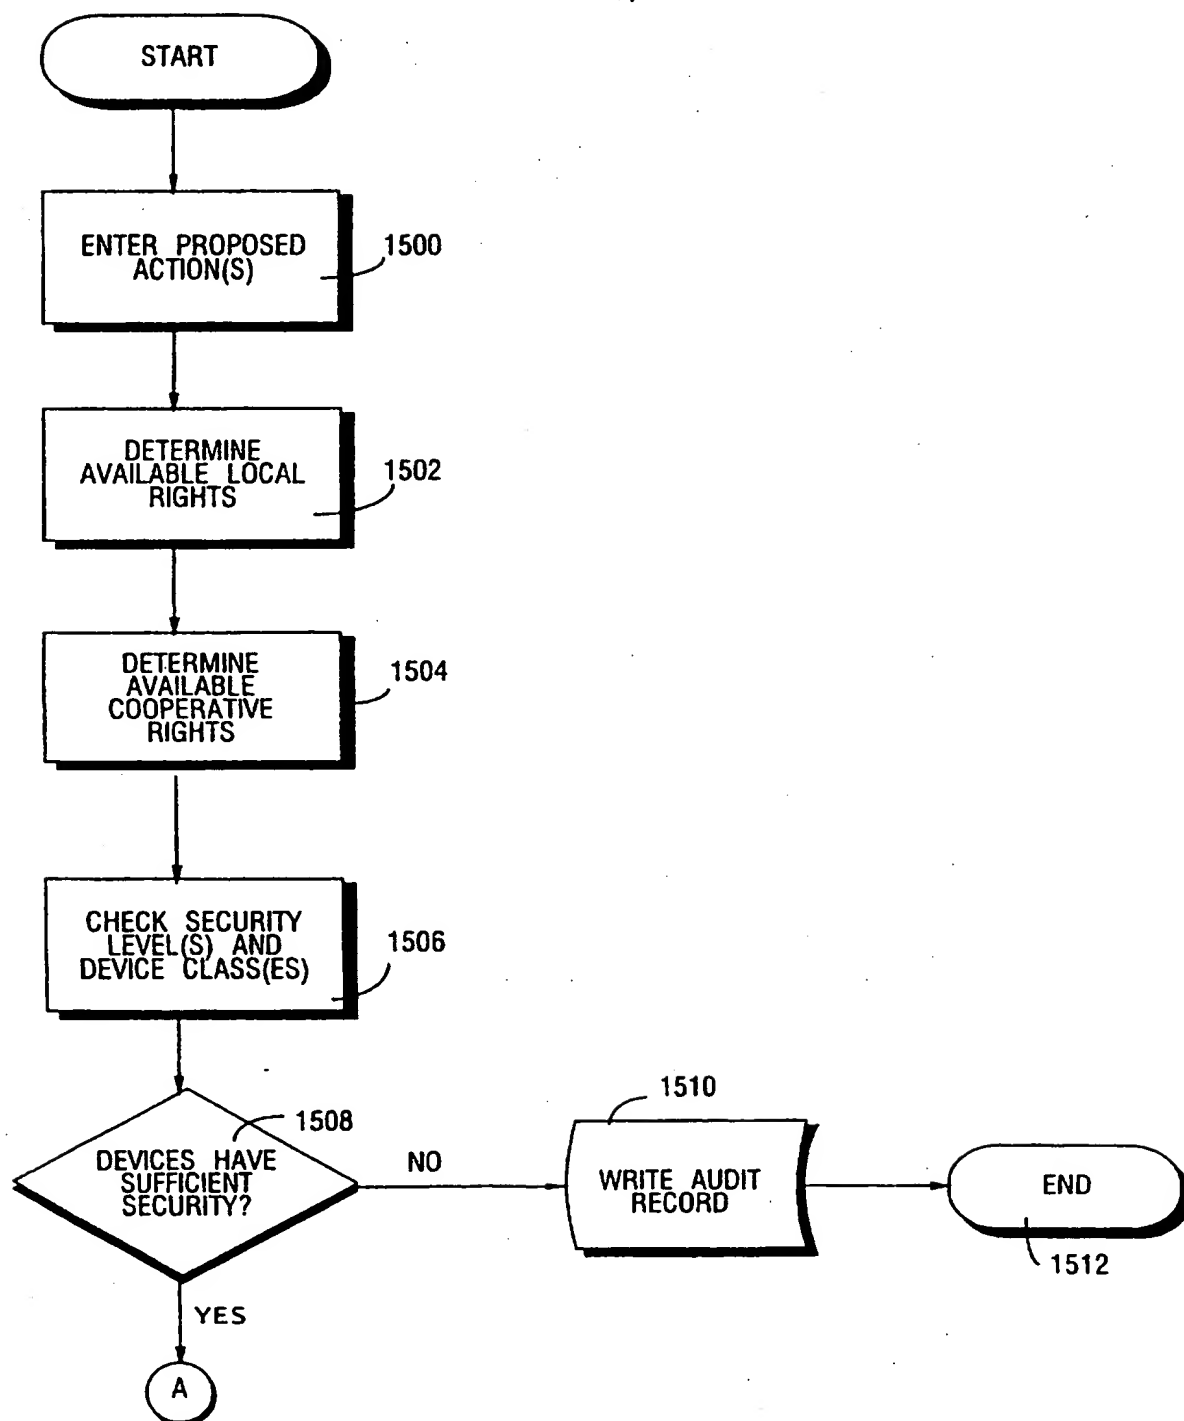 START
ENTER PROPOSED
ACTION(S)
1500
DETERMINE
AVAILABLE LOCAL
RIGHTS
1502
DETERMINE
AVAILABLE
COOPERATIVE
RIGHTS
1504
CHECK SECURITY
LEVEL(S) AND
DEVICE CLASS(ES)
1506
1508
DEVICES HAVE
SUFFICIENT
SECURITY?
NO
1510
WRITE AUDIT
RECORD
END
1512
YES
A